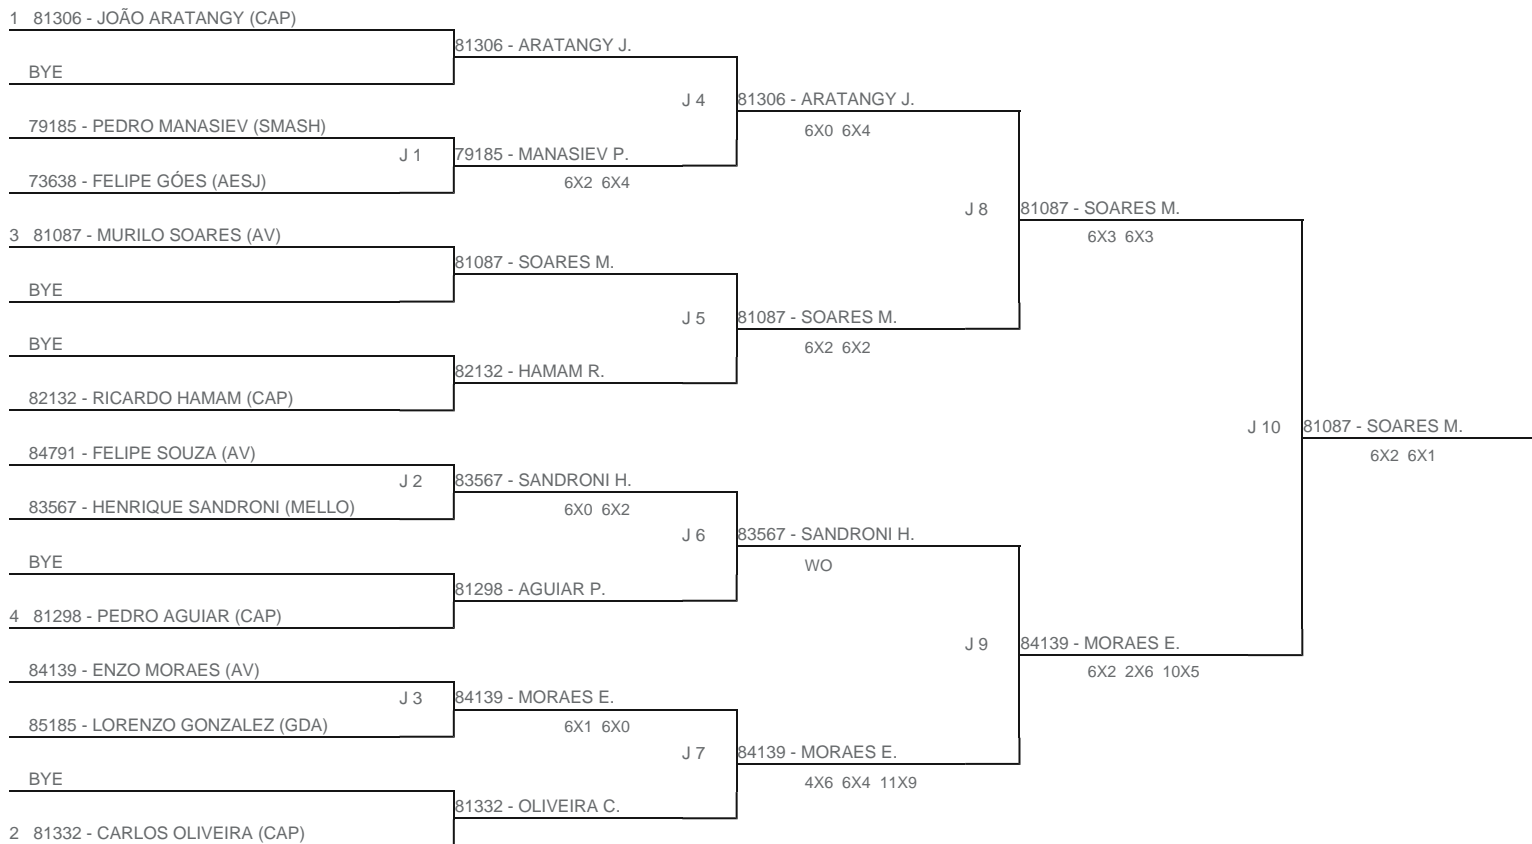 1 81306 - JOÃO ARATANGY (CAP)
81306 - ARATANGY J.
BYE
J 4
81306 - ARATANGY J.
6X0 6X4
79185 - PEDRO MANASIEV (SMASH)
J 1
79185 - MANASIEV P.
6X2 6X4
73638 - FELIPE GÓES (AESJ)
J 8
81087 - SOARES M.
6X3 6X3
3 81087 - MURILO SOARES (AV)
81087 - SOARES M.
BYE
J 5
81087 - SOARES M.
6X2 6X2
BYE
82132 - HAMAM R.
82132 - RICARDO HAMAM (CAP)
J 10
81087 - SOARES M.
6X2 6X1
84791 - FELIPE SOUZA (AV)
J 2
83567 - SANDRONI H.
6X0 6X2
83567 - HENRIQUE SANDRONI (MELLO)
J 6
83567 - SANDRONI H.
WO
BYE
81298 - AGUIAR P.
4 81298 - PEDRO AGUIAR (CAP)
J 9
84139 - MORAES E.
6X2 2X6 10X5
84139 - ENZO MORAES (AV)
J 3
84139 - MORAES E.
6X1 6X0
85185 - LORENZO GONZALEZ (GDA)
J 7
84139 - MORAES E.
4X6 6X4 11X9
BYE
81332 - OLIVEIRA C.
2 81332 - CARLOS OLIVEIRA (CAP)